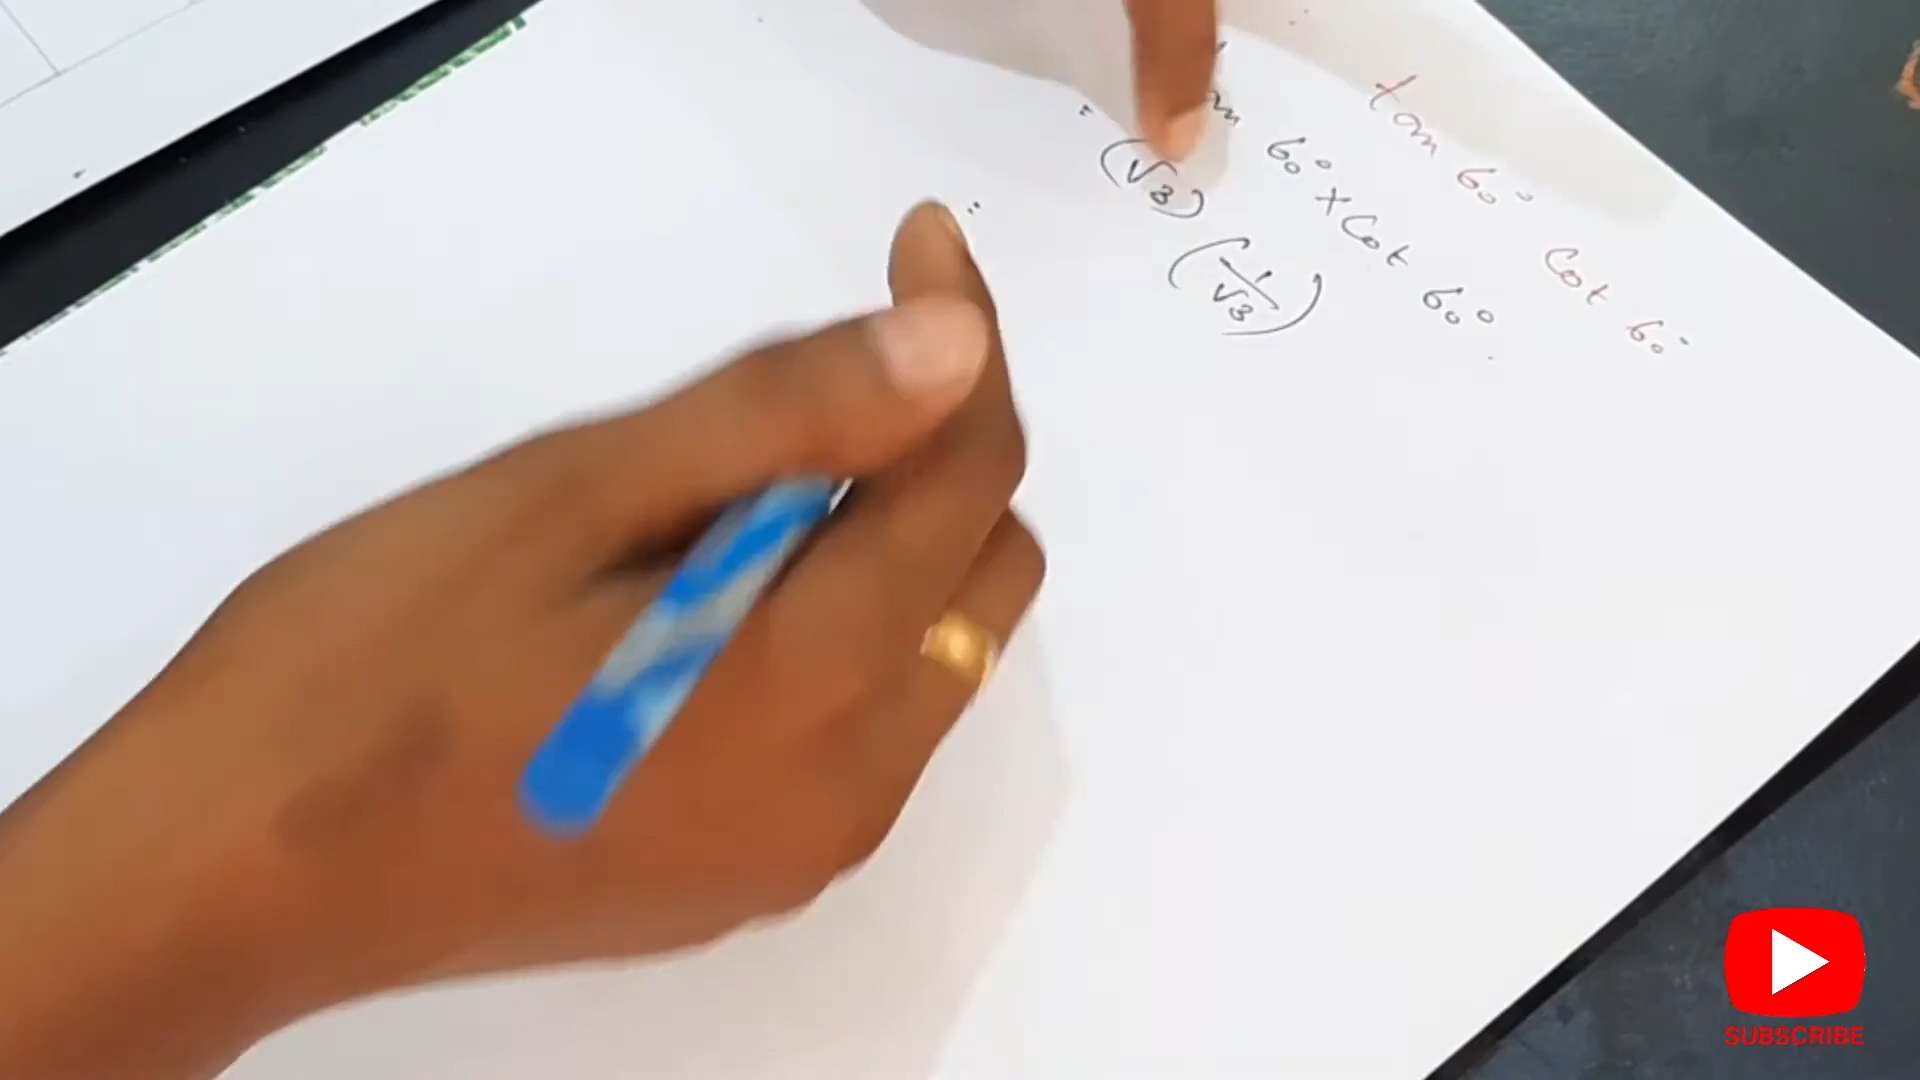 tan 60° cot 60°
60° × Cot 60°
= (√3) (1/√3)
=
SUBSCRIBE